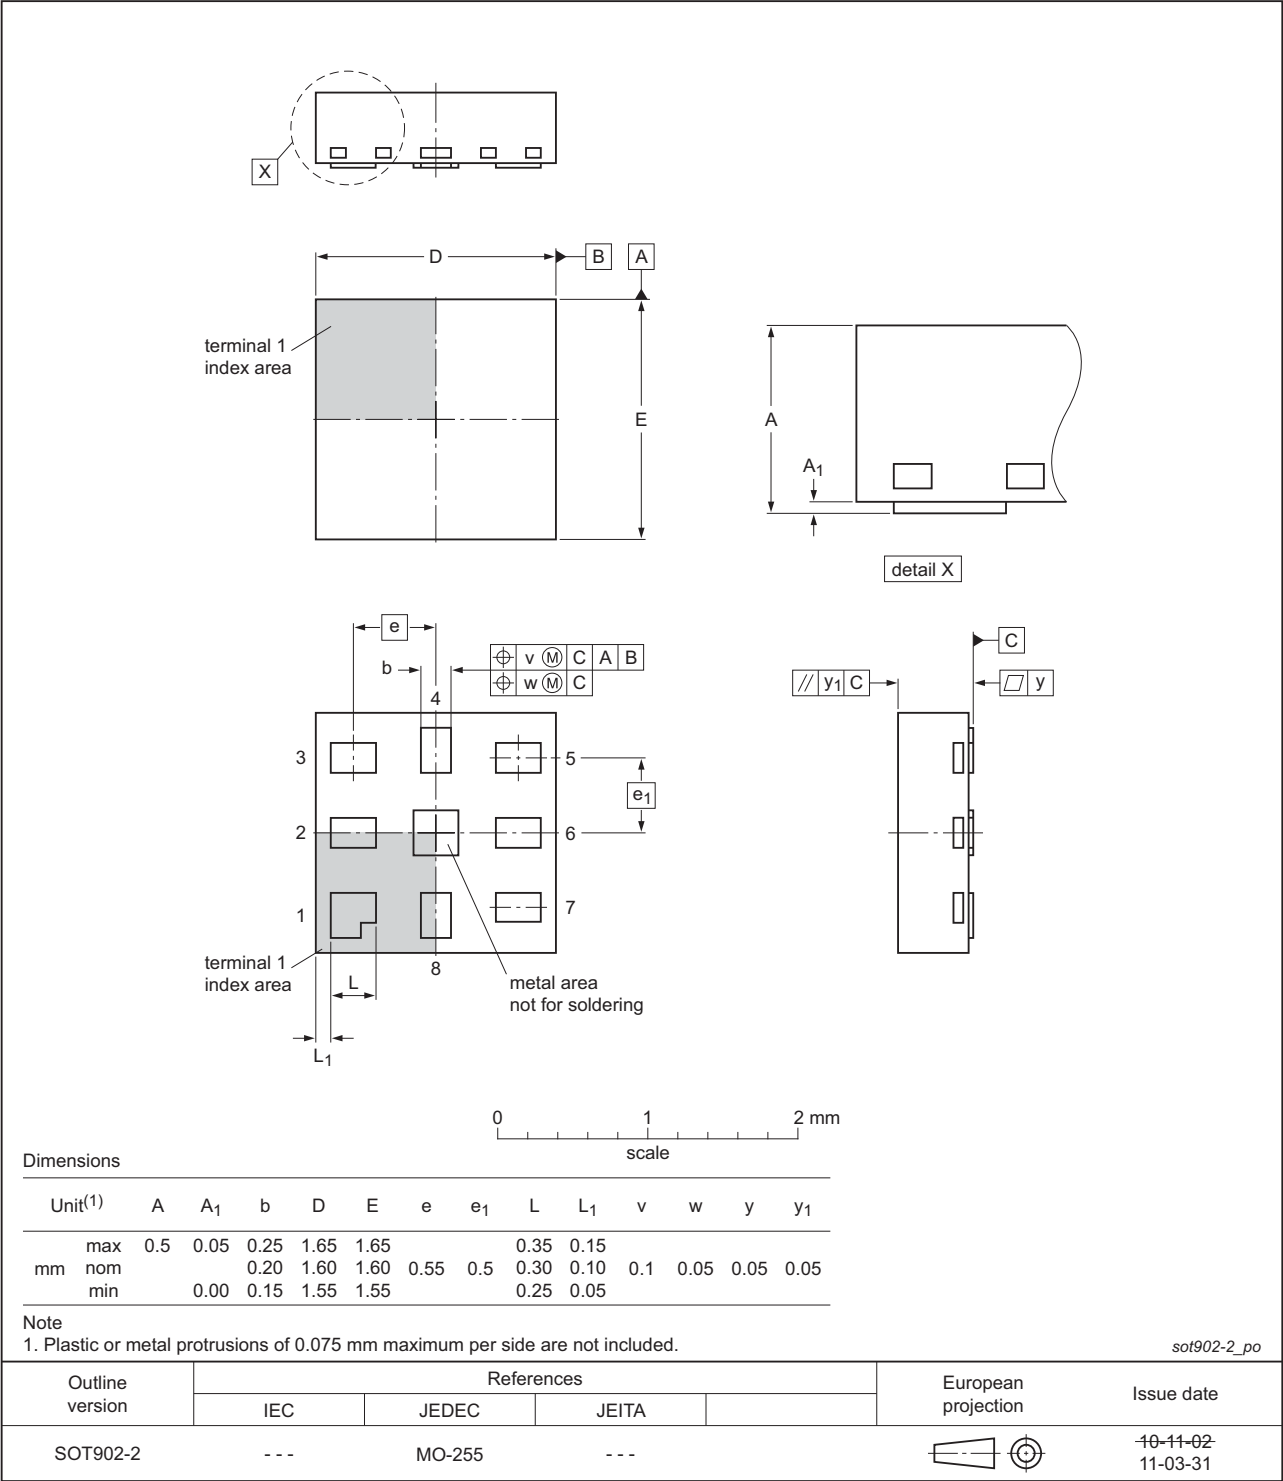 X
D
B
A
terminal 1
index area
E
A
A1
detail X
e
b
v M C A B
w M C
4
3
5
e1
2
6
1
7
terminal 1
index area
8
L
metal area
not for soldering
L1
C
// y1 C
y
0 1 2 mm
scale
Dimensions
Unit(1) A A1 b D E e e1 L L1 v w y y1
max 0.5 0.05 0.25 1.65 1.65 0.35 0.15
mm nom 0.20 1.60 1.60 0.55 0.5 0.30 0.10 0.1 0.05 0.05 0.05
min 0.00 0.15 1.55 1.55 0.25 0.05
Note
1. Plastic or metal protrusions of 0.075 mm maximum per side are not included.
sot902-2_po
Outline
version
References
IEC JEDEC JEITA
European
projection
Issue date
SOT902-2 - - - MO-255 - - -
10-11-02
11-03-31